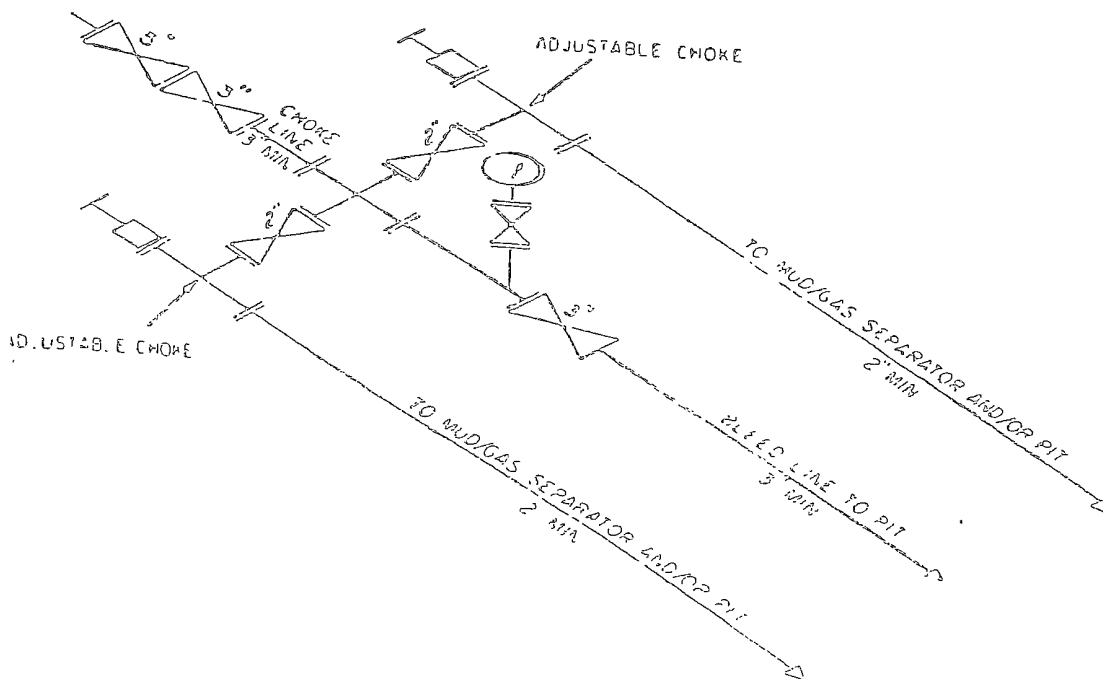 3"
3"
CHOKE
LINE
3" MIN
ADJUSTABLE CHOKE
2"
P
2"
3"
ADJUSTABLE CHOKE
TO MUD/GAS SEPARATOR AND/OR PIT
2" MIN
BLEED LINE TO PIT
3" MIN
TO MUD/GAS SEPARATOR AND/OR PIT
2" MIN